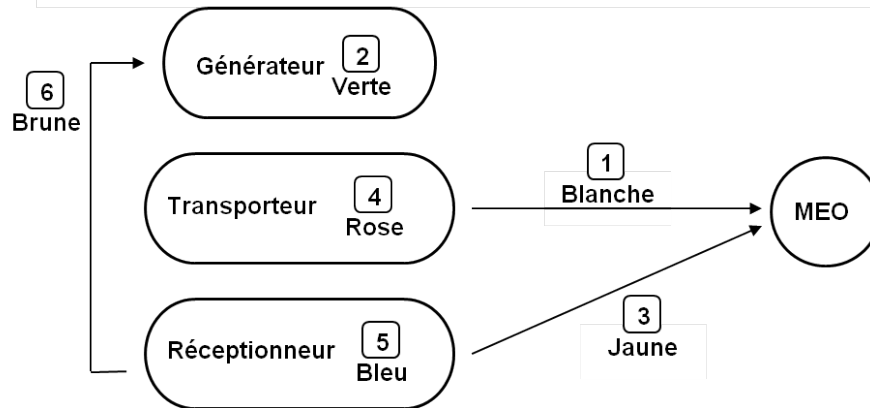 Générateur 2
Verte
6
Brune
1
Blanche
Transporteur 4
Rose
MEO
3
Jaune
Réceptionneur 5
Bleu